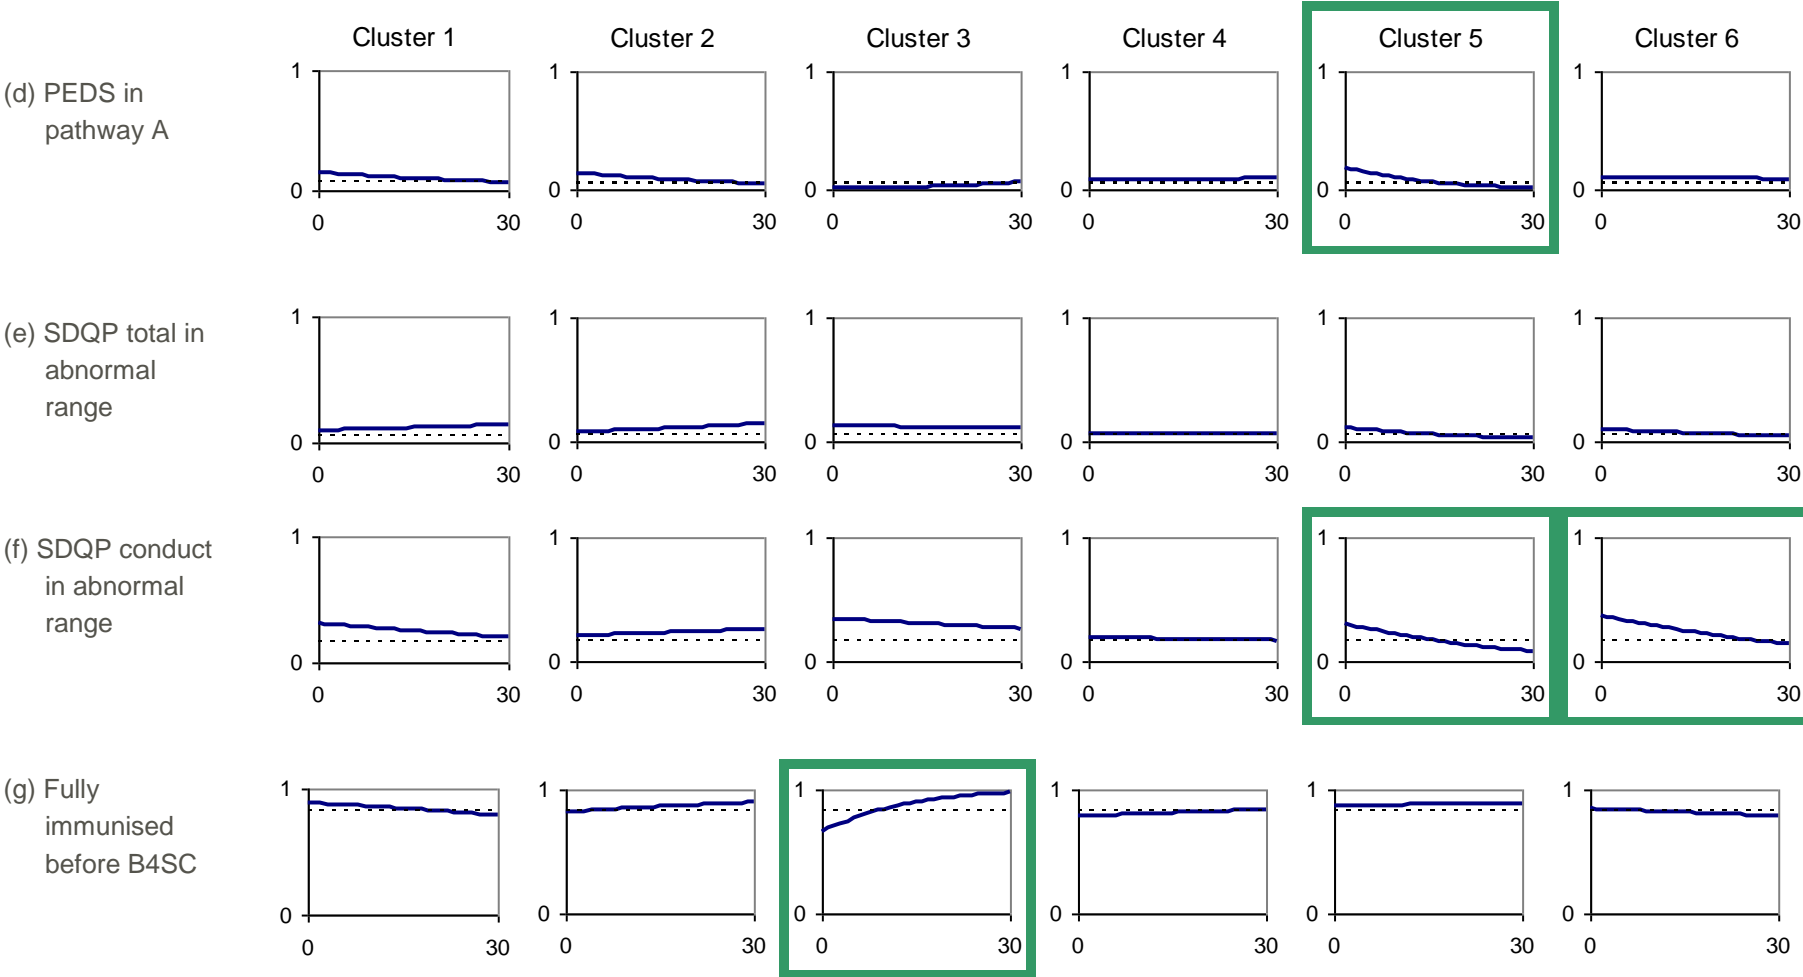 Cluster 1 Cluster 2 Cluster 3 Cluster 4 Cluster 5 Cluster 6
(d) PEDS in
pathway A
1 1 1 1 1 1
0 0 0 0 0 0
0 30 0 30 0 30 0 30 0 30 0 30
(e) SDQP total in
abnormal
range
1 1 1 1 1 1
0 0 0 0 0 0
0 30 0 30 0 30 0 30 0 30 0 30
(f) SDQP conduct
in abnormal
range
1 1 1 1 1 1
0 0 0 0 0 0
0 30 0 30 0 30 0 30 0 30 0 30
(g) Fully
immunised
before B4SC
1 1 1 1 1 1
0 0 0 0 0 0
0 30 0 30 0 30 0 30 0 30 0 30